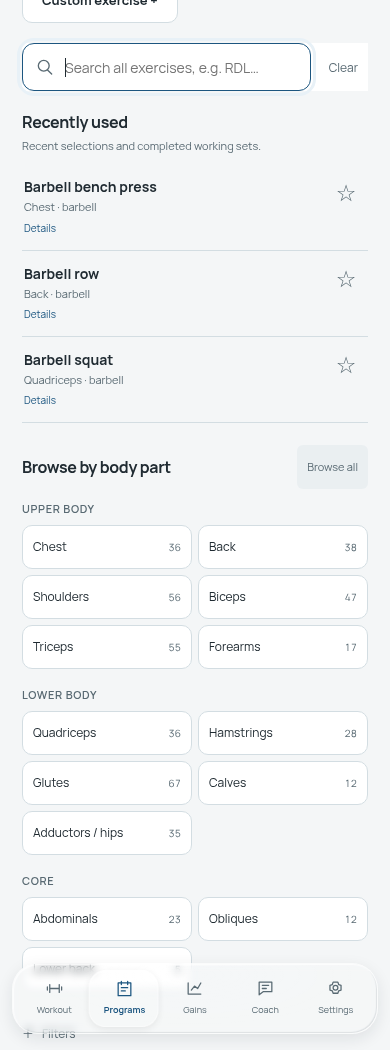 Custom exercise +
Search all exercises, e.g. RDL...
Clear
Recently used
Recent selections and completed working sets.
Barbell bench press
Chest · barbell
Details
Barbell row
Back · barbell
Details
Barbell squat
Quadriceps · barbell
Details
Browse by body part
Browse all
UPPER BODY
Chest 36
Back 38
Shoulders 56
Biceps 47
Triceps 55
Forearms 17
LOWER BODY
Quadriceps 36
Hamstrings 28
Glutes 67
Calves 12
Adductors / hips 35
CORE
Abdominals 23
Obliques 12
Lower back
Workout
Programs
Gains
Coach
Settings
+ Filters